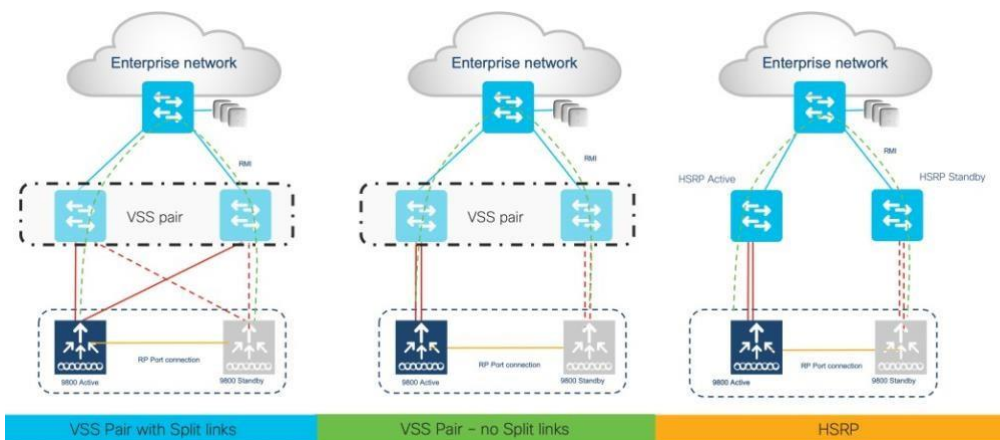 Enterprise network
RMI
VSS pair
RP Port connection
9800 Active
9800 Standby
VSS Pair with Split links
Enterprise network
RMI
VSS pair
RP Port connection
9800 Active
9800 Standby
VSS Pair – no Split links
Enterprise network
RMI
HSRP Active
HSRP Standby
RP Port connection
9800 Active
9800 Standby
HSRP